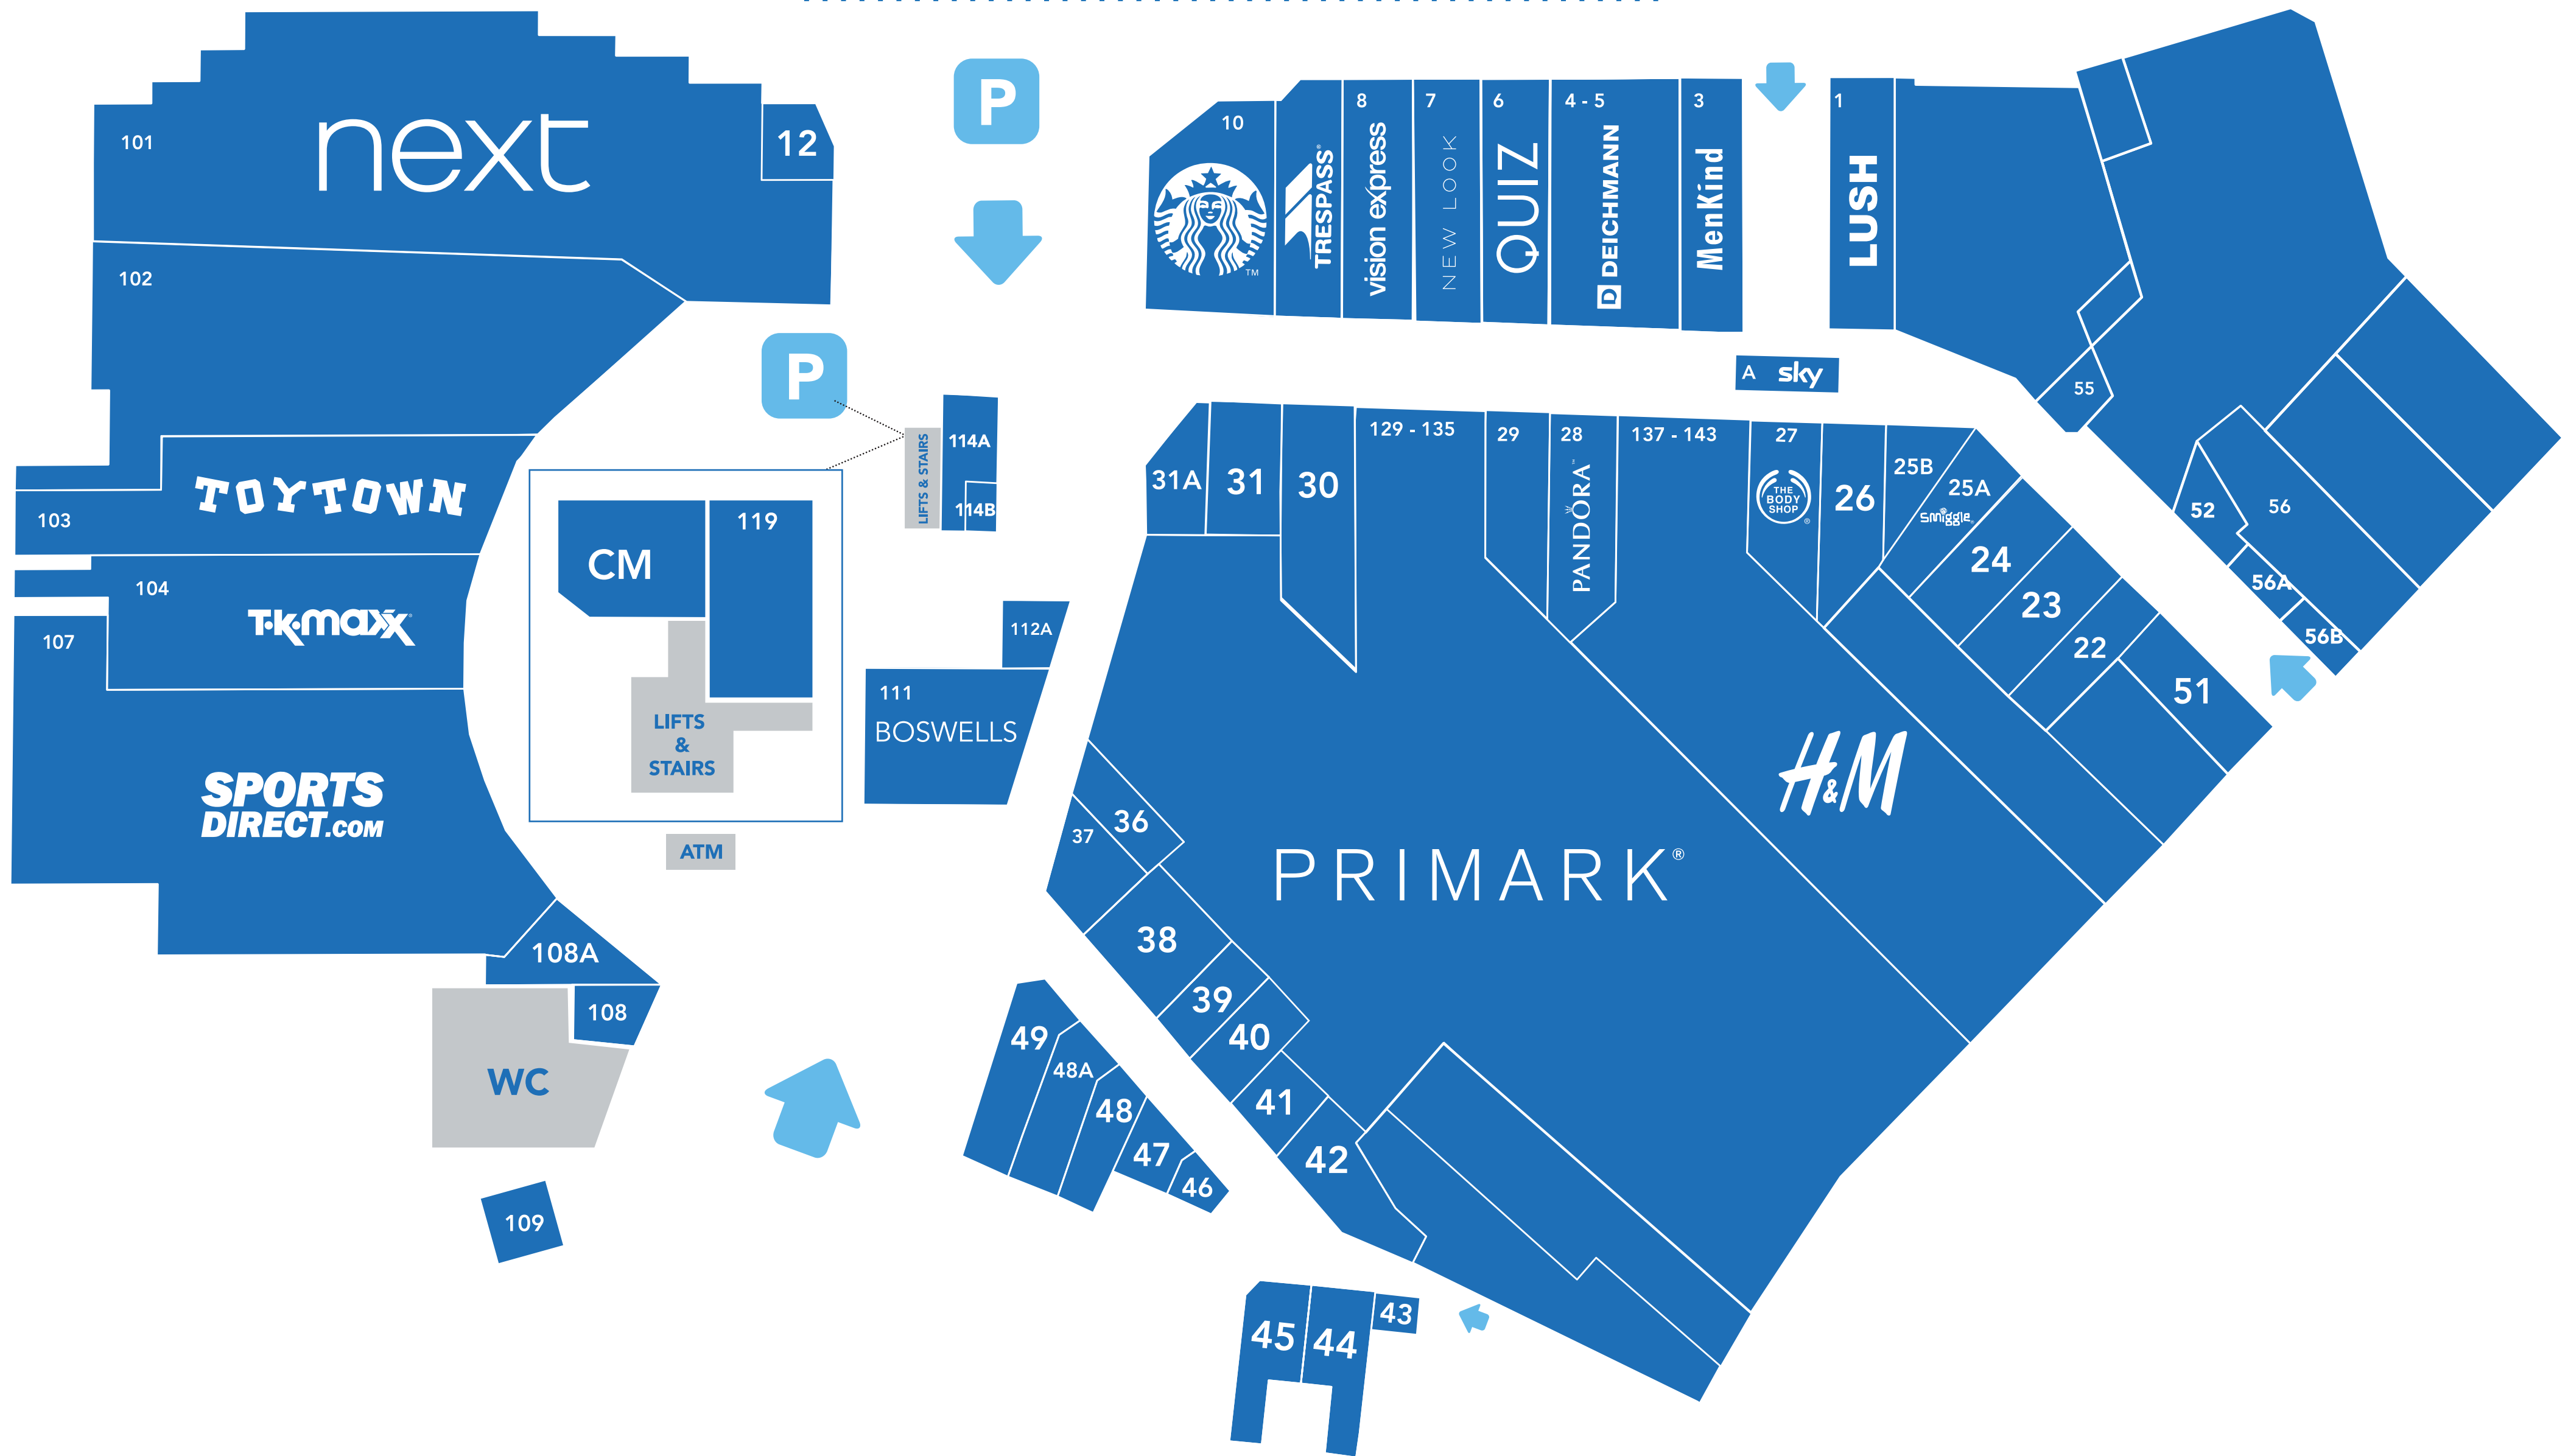 P
101
next
12
10
TM
TRESPASS®
8
vision express
7
NEW LOOK
6
QUIZ
4 - 5
D DEICHMANN
3
MenKind
1
LUSH
102
P
A sky
55
LIFTS & STAIRS
114A
114B
31A
31
30
129 - 135
29
28
PANDORA™
137 - 143
27
THE
BODY
SHOP
®
26
25B
25A
smiggle
24
23
22
51
52
56
56A
56B
TOYTOWN
103
CM
119
104
T·K·maxx
107
112A
111
BOSWELLS
LIFTS
&
STAIRS
SPORTS
DIRECT.COM
ATM
H&M
PRIMARK®
36
37
38
39
40
41
42
108A
108
WC
109
49
48A
48
47
46
45
44
43